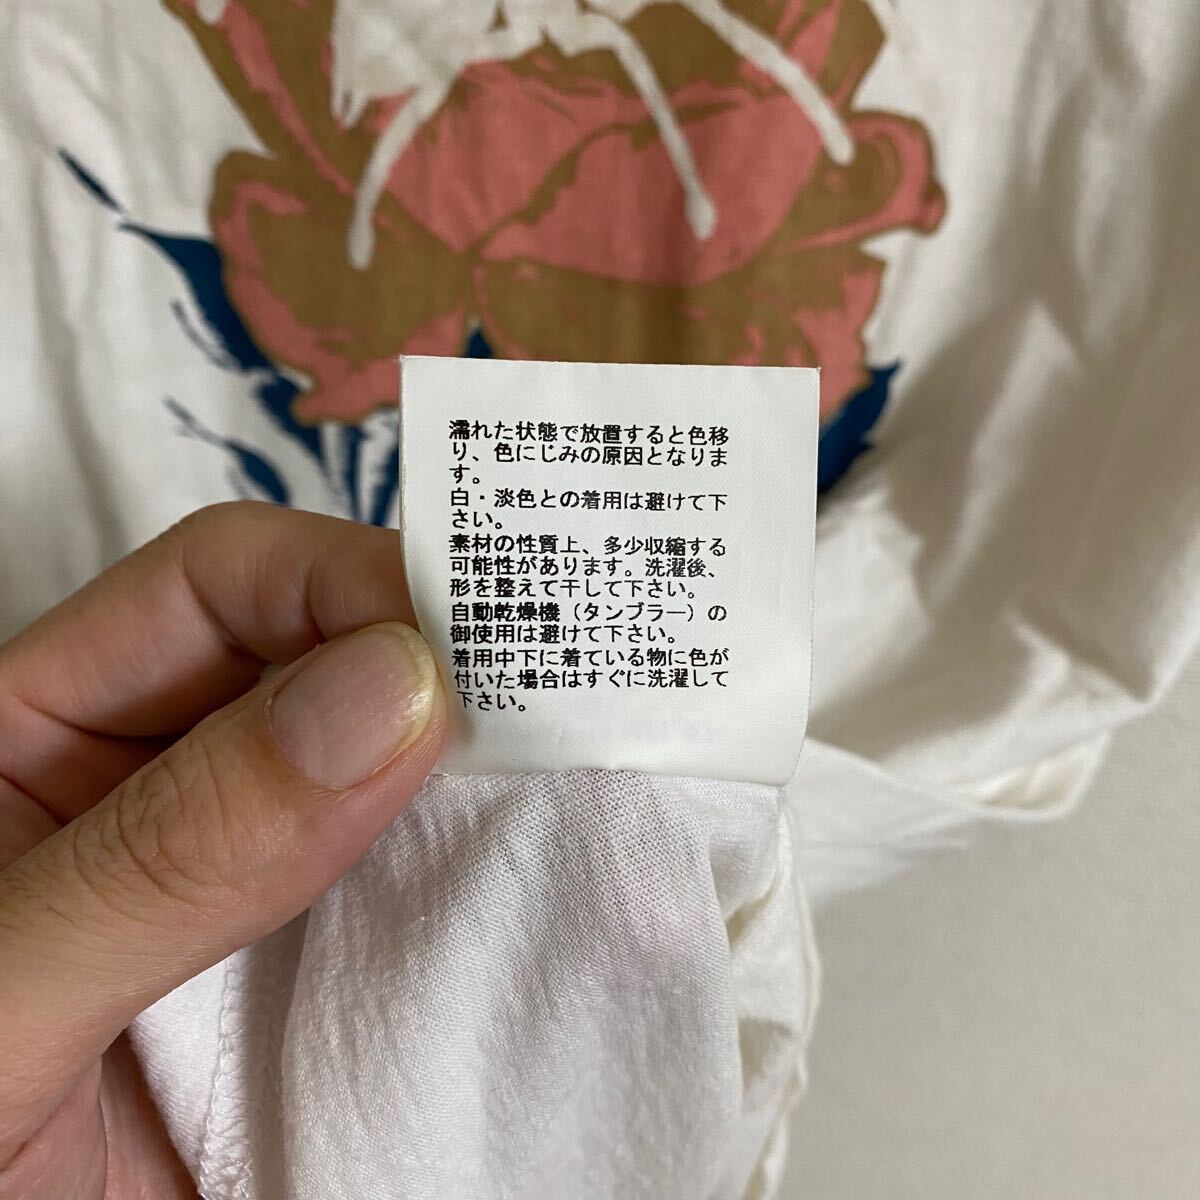 濡れた状態で放置すると色移
り、色にじみの原因となりま
す。
白・淡色との着用は避けて下
さい。
素材の性質上、多少収縮する
可能性があります。洗濯後、
形を整えて干して下さい。
自動乾燥機（タンブラー）の
御使用は避けて下さい。
着用中下に着ている物に色が
付いた場合はすぐに洗濯して
下さい。